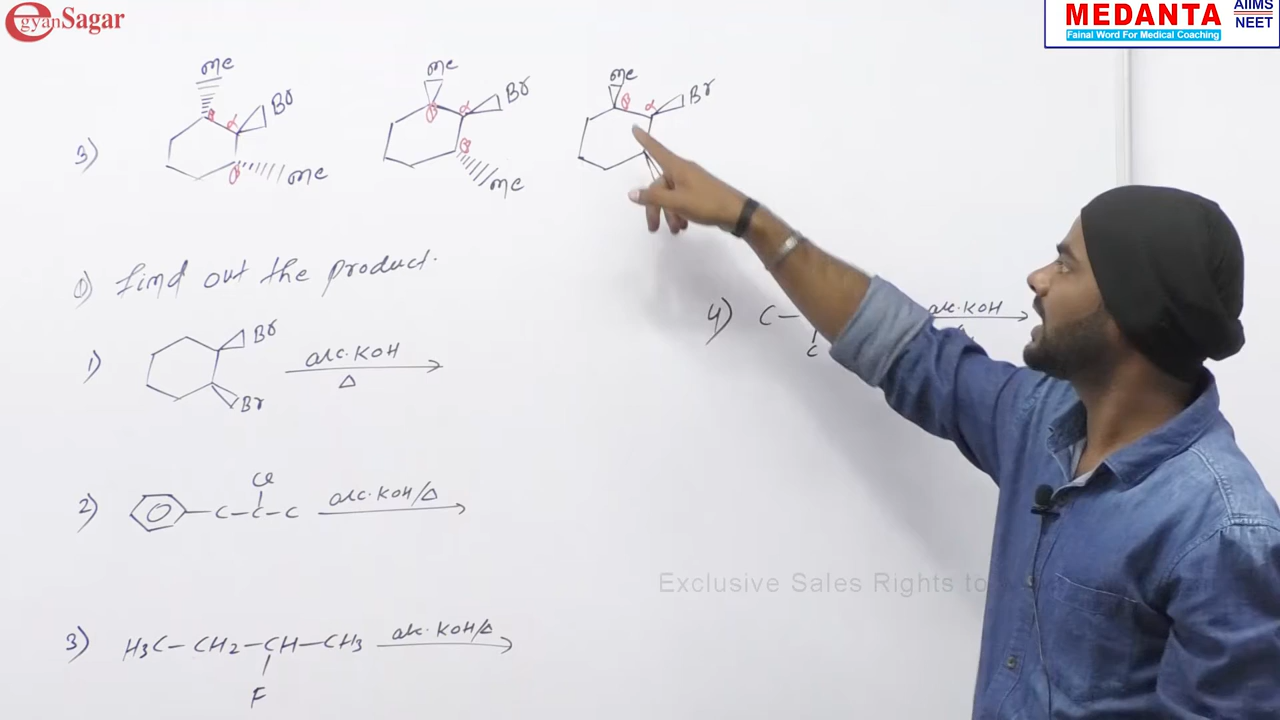 egyanSagar
MEDANTA
AIIMS
NEET
Fainal Word For Medical Coaching
3)
me
Br
α
β
β
me
me
Br
α
β
β
me
me
Br
α
β
1) find out the product.
1)
Br
Br
alc. KOH
Δ
2)
C-C-C
Cl
alc. KOH/Δ
3) H3C-CH2-CH-CH3
F
alc. KOH/Δ
4) C-
C
alc. KOH
Exclusive Sales Rights to